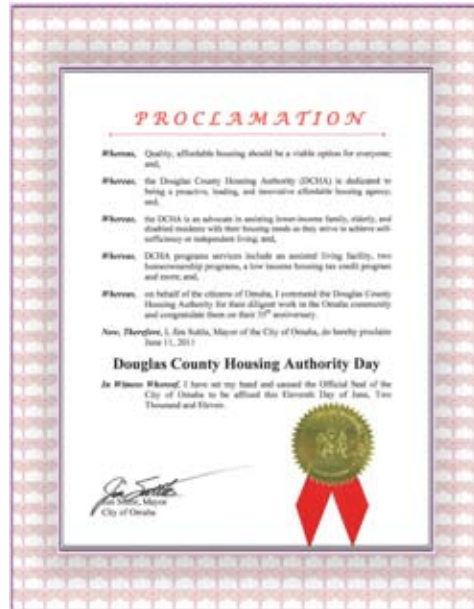 PROCLAMATION
Whereas, Quality, affordable housing should be a viable option for everyone;
and,
Whereas, the Douglas County Housing Authority (DCHA) is dedicated to
being a proactive, leading, and innovative affordable housing agency;
and,
Whereas, the DCHA is an advocate in assisting lower-income family, elderly, and
disabled residents with their housing needs as they strive to achieve self-
sufficiency or independent living; and,
Whereas, DCHA programs services include an assisted living facility, two
homeownership programs, a low income housing tax credit program
and more; and,
Whereas, on behalf of the citizens of Omaha, I commend the Douglas County
Housing Authority for their diligent work in the Omaha community
and congratulate them on their anniversary.
Now, Therefore, I, Jim Suttle, Mayor of the City of Omaha, do hereby proclaim
June 11, 2011
Douglas County Housing Authority Day
In Witness Whereof, I have set my hand and caused the Official Seal of the
City of Omaha to be affixed this Eleventh Day of June, Two
Thousand and Eleven.
Jim Suttle
Jim Suttle, Mayor
City of Omaha